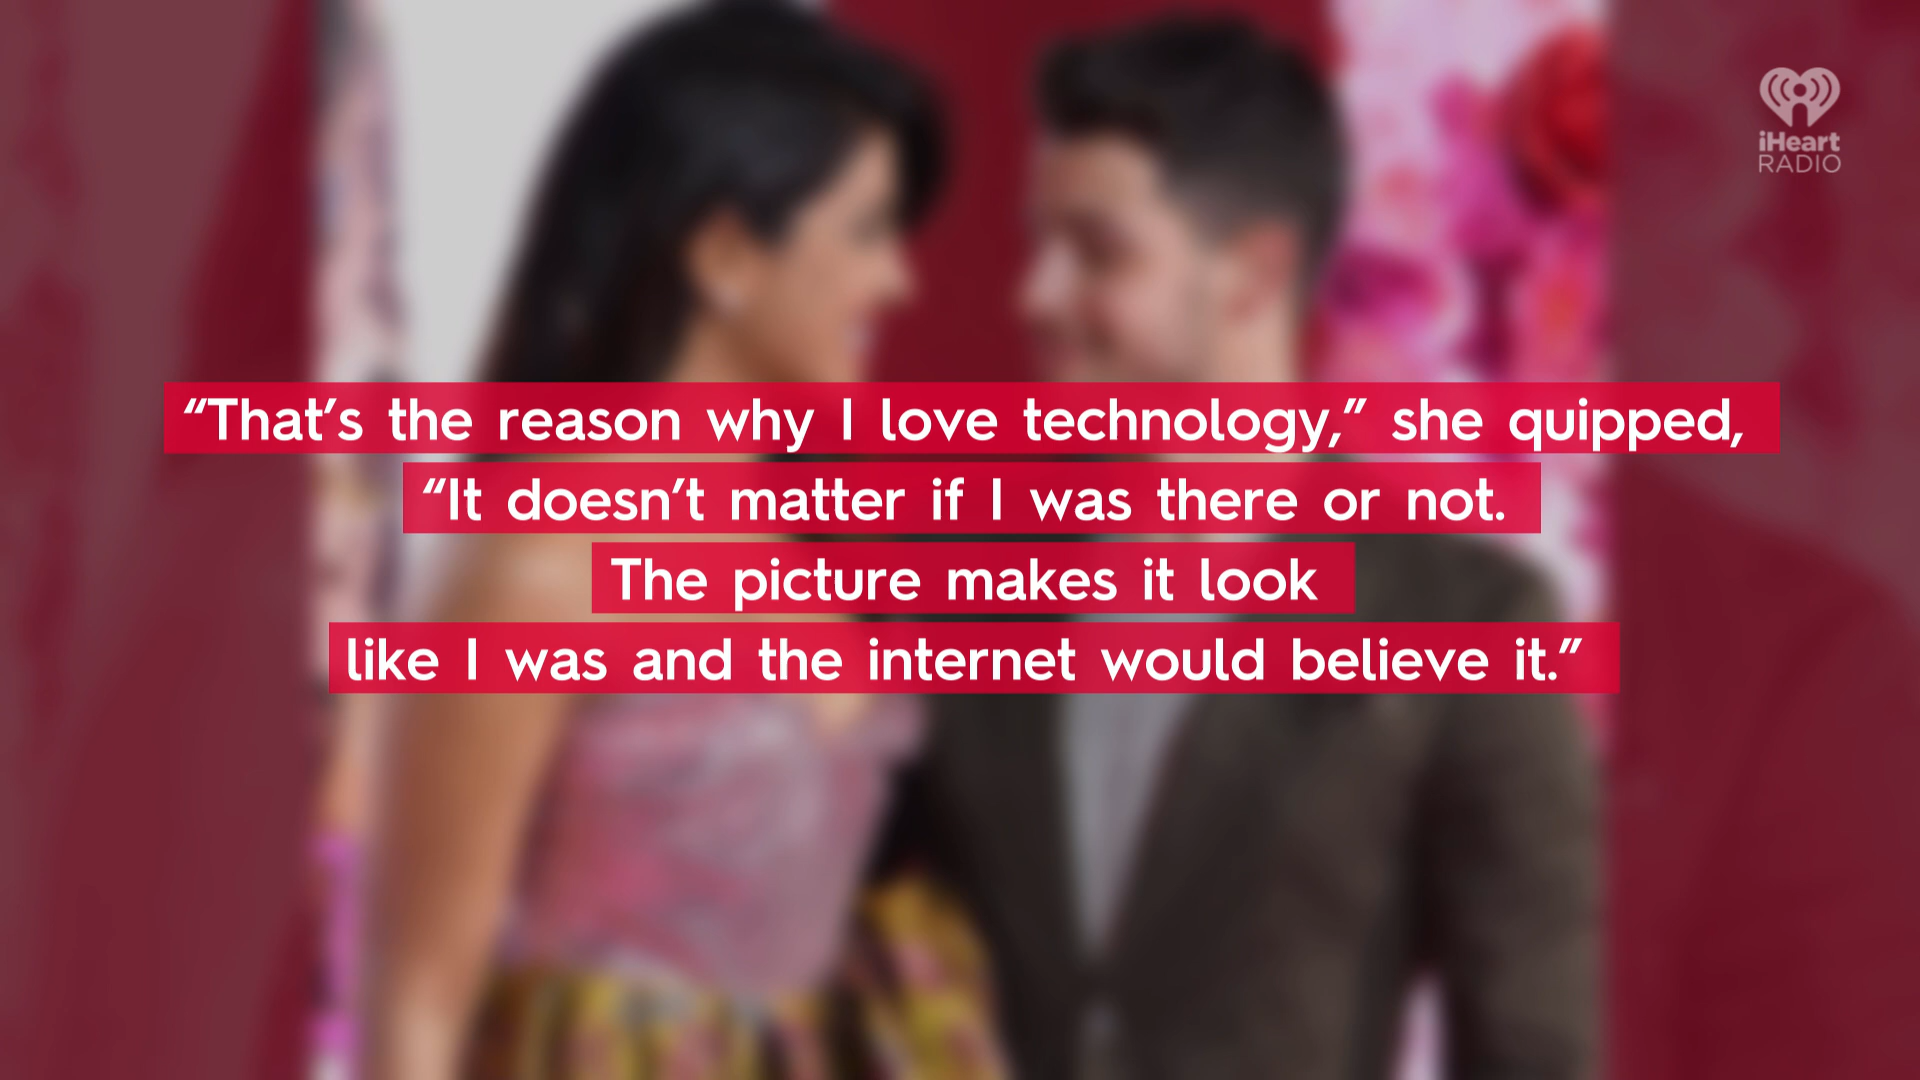 iHeart
RADIO
“That’s the reason why I love technology,” she quipped,
“It doesn’t matter if I was there or not.
The picture makes it look
like I was and the internet would believe it.”